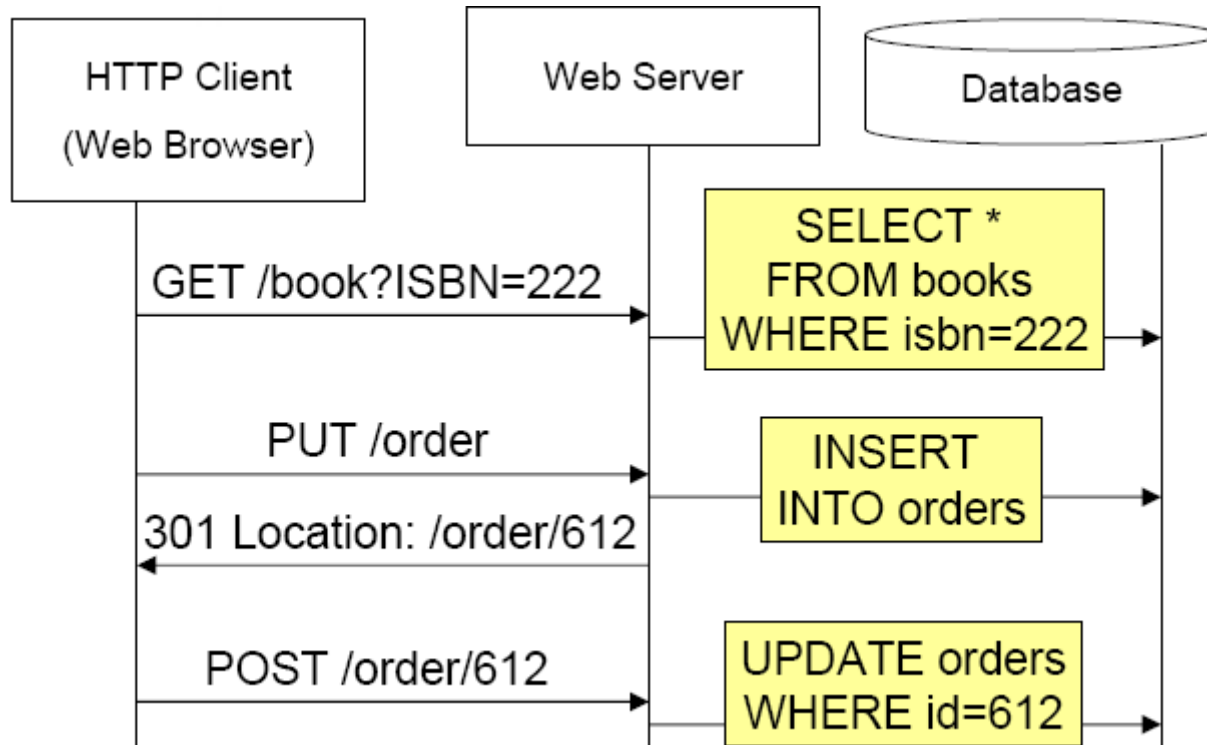 HTTP Client
(Web Browser)
Web Server
Database
GET /book?ISBN=222
SELECT *
FROM books
WHERE isbn=222
PUT /order
INSERT
INTO orders
301 Location: /order/612
POST /order/612
UPDATE orders
WHERE id=612